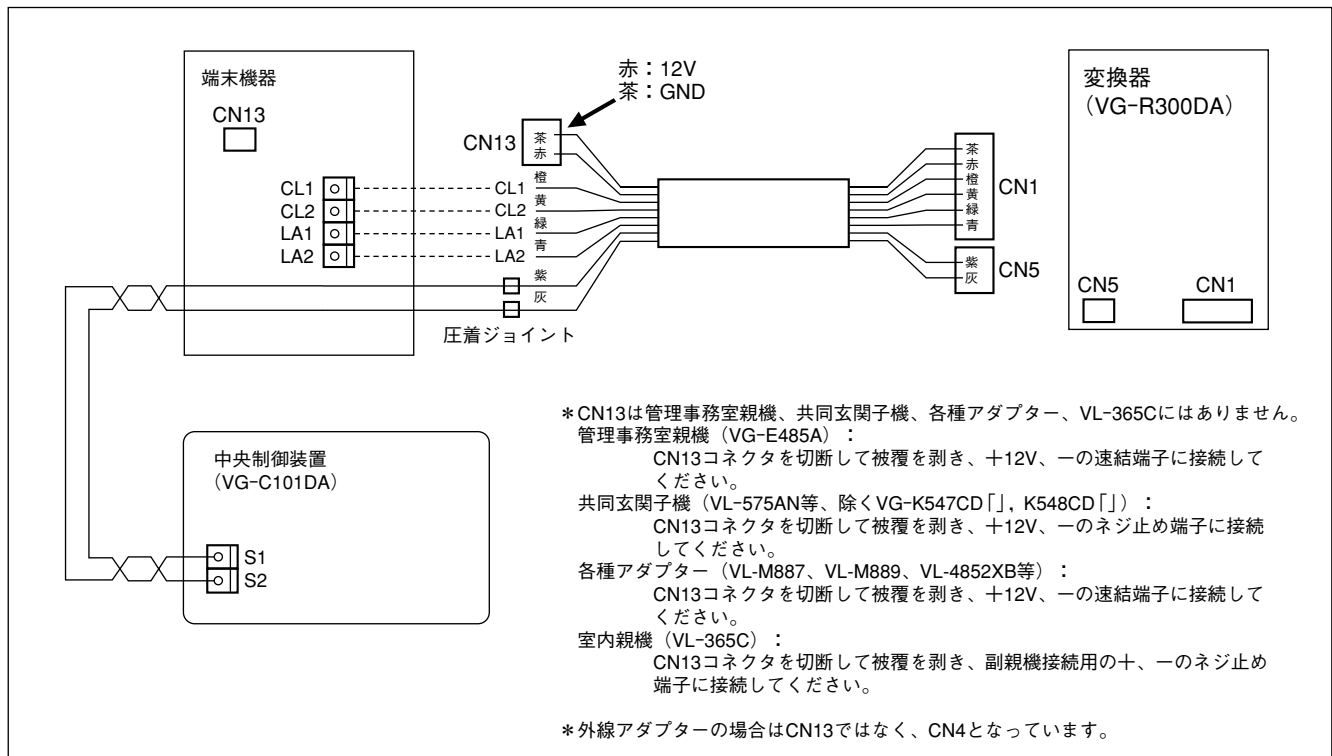 端末機器
CN13
赤：12V
茶：GND
CN13
茶
赤
CL1
CL2
LA1
LA2
CL1
橙
CL2
黄
LA1
緑
LA2
青
紫
灰
圧着ジョイント
茶
赤
橙
黄
緑
青
CN1
紫
灰
CN5
変換器
（VG-R300DA）
CN5
CN1
中央制御装置
（VG-C101DA）
S1
S2
＊CN13は管理事務室親機、共同玄関子機、各種アダプター、VL-365Cにはありません。
管理事務室親機（VG-E485A）：
CN13コネクタを切断して被覆を剥き、＋12V、－の速結端子に接続して
ください。
共同玄関子機（VL-575AN等、除くVG-K547CD「」, K548CD「」）：
CN13コネクタを切断して被覆を剥き、＋12V、－のネジ止め端子に接続
してください。
各種アダプター（VL-M887、VL-M889、VL-4852XB等）：
CN13コネクタを切断して被覆を剥き、＋12V、－の速結端子に接続して
ください。
室内親機（VL-365C）：
CN13コネクタを切断して被覆を剥き、副親機接続用の＋、－のネジ止め
端子に接続してください。
＊外線アダプターの場合はCN13ではなく、CN4となっています。